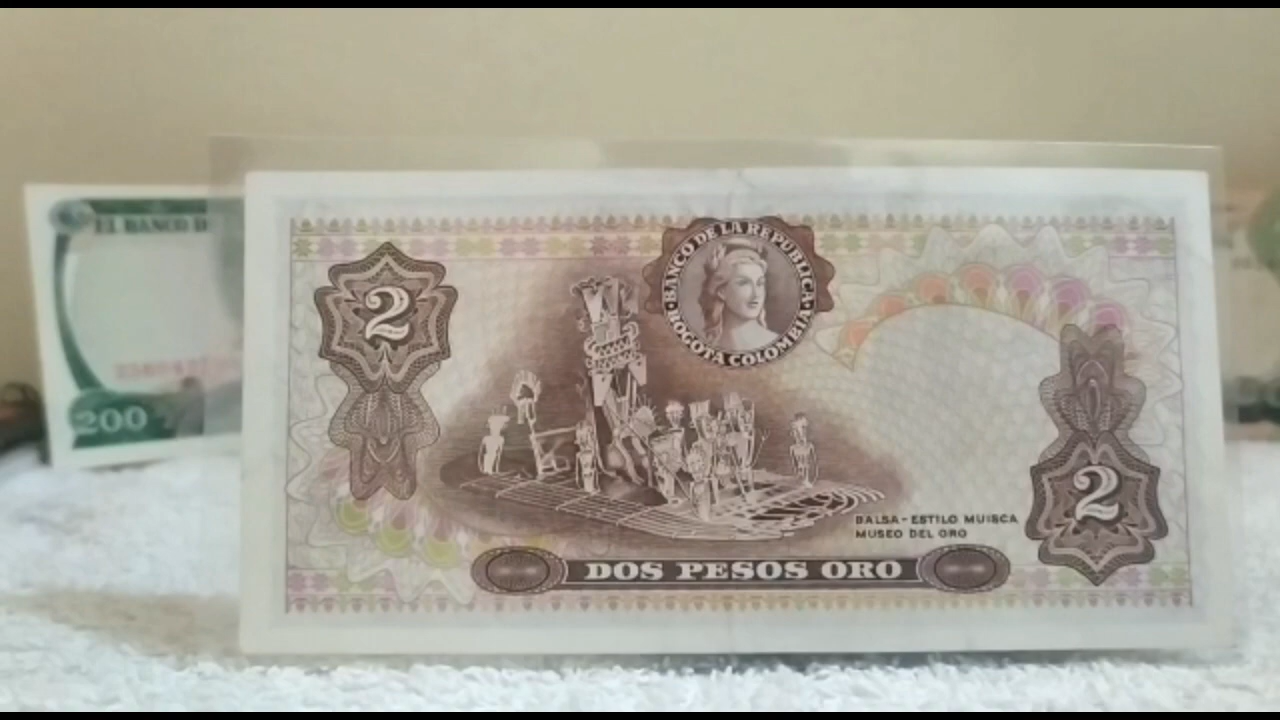 EL BANCO D
200
2
BANCO DE LA REPUBLICA
BOGOTA COLOMBIA
2
BALSA-ESTILO MUISCA
MUSEO DEL ORO
DOS PESOS ORO